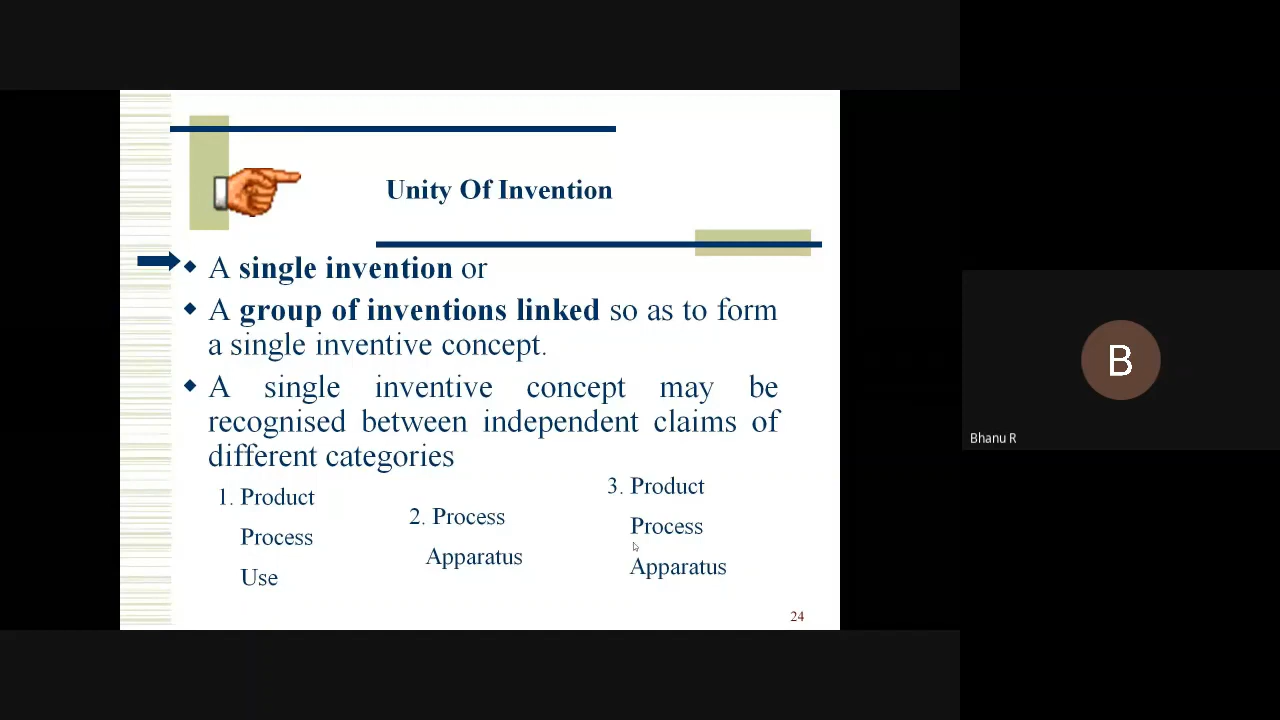 Unity Of Invention
A single invention or
A group of inventions linked so as to form
a single inventive concept.
A single inventive concept may be
recognised between independent claims of
different categories
1. Product
Process
Use
2. Process
Apparatus
3. Product
Process
Apparatus
24
B
Bhanu R